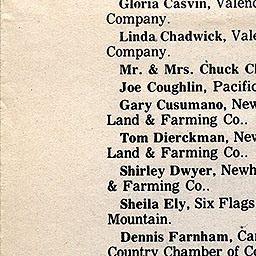 Gloria Casvin, Valenc
Company.
Linda Chadwick, Vale
Company.
Mr. & Mrs. Chuck Cl
Joe Coughlin, Pacific
Gary Cusumano, New
Land & Farming Co..
Tom Dierckman, New
Land & Farming Co..
Shirley Dwyer, Newh
& Farming Co..
Sheila Ely, Six Flags
Mountain.
Dennis Farnham, Ca
Country Chamber of Co